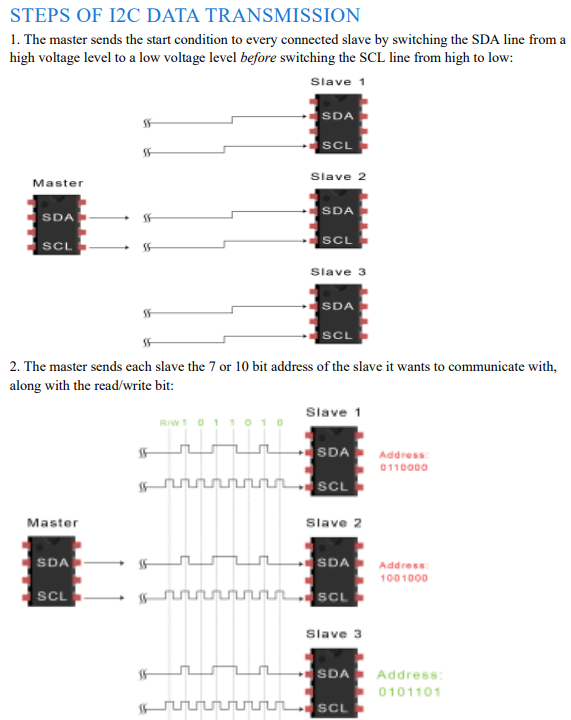 STEPS OF I2C DATA TRANSMISSION
1. The master sends the start condition to every connected slave by switching the SDA line from a
high voltage level to a low voltage level before switching the SCL line from high to low:
Slave 1
SDA
SCL
Master
SDA
SCL
Slave 2
SDA
SCL
Slave 3
SDA
SCL
2. The master sends each slave the 7 or 10 bit address of the slave it wants to communicate with,
along with the read/write bit:
Slave 1
R/W 1 0 1 1 0 1 0
SDA
SCL
Address:
0110000
Master
SDA
SCL
Slave 2
SDA
SCL
Address:
1001000
Slave 3
SDA
SCL
Address:
0101101